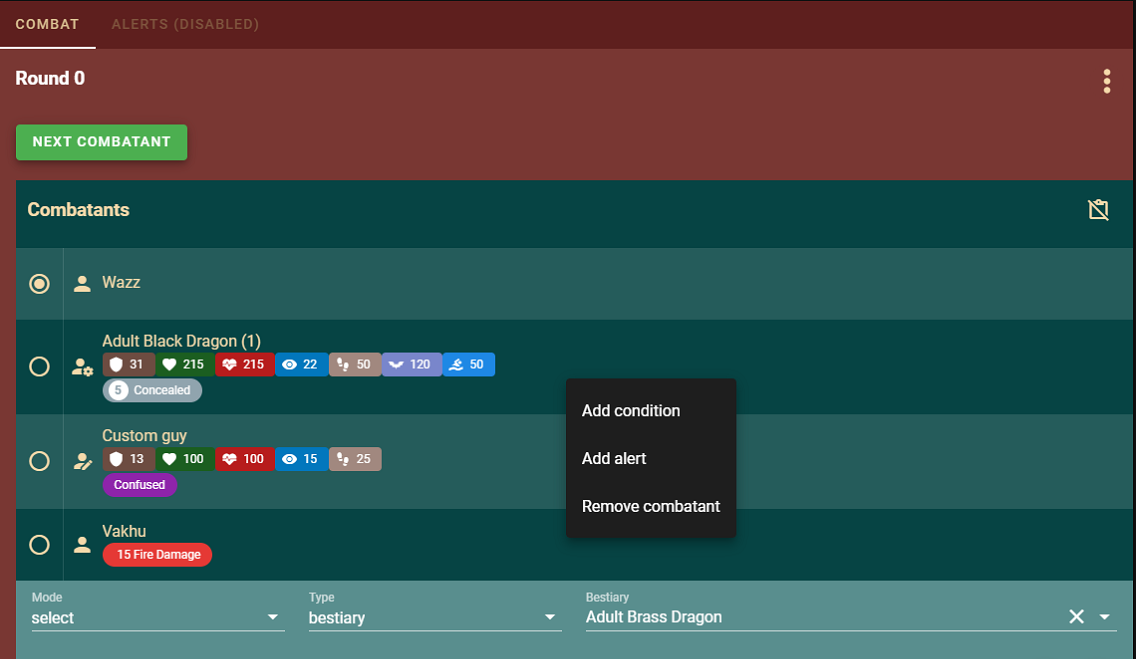 COMBAT ALERTS (DISABLED)
Round 0
NEXT COMBATANT
Combatants
Wazz
Adult Black Dragon (1)
31 215 215 22 50 120 50
5 Concealed
Add condition
Add alert
Remove combatant
Custom guy
13 100 100 15 25
Confused
Vakhu
15 Fire Damage
Mode Type Bestiary
select bestiary Adult Brass Dragon